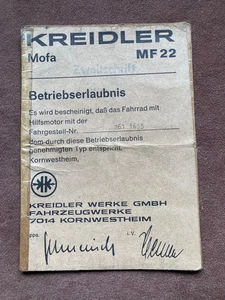 KREIDLER
Mofa MF 22
Betriebserlaubnis
Es wird bescheinigt, daß das Fahrrad mit
Hilfsmotor mit der
Fahrgestell-Nr.
dem durch diese Betriebserlaubnis
genehmigten Typ entspricht.
Kornwestheim,
KREIDLER WERKE GMBH
FAHRZEUGWERKE
7014 KORNWESTHEIM
ppa. i.V.